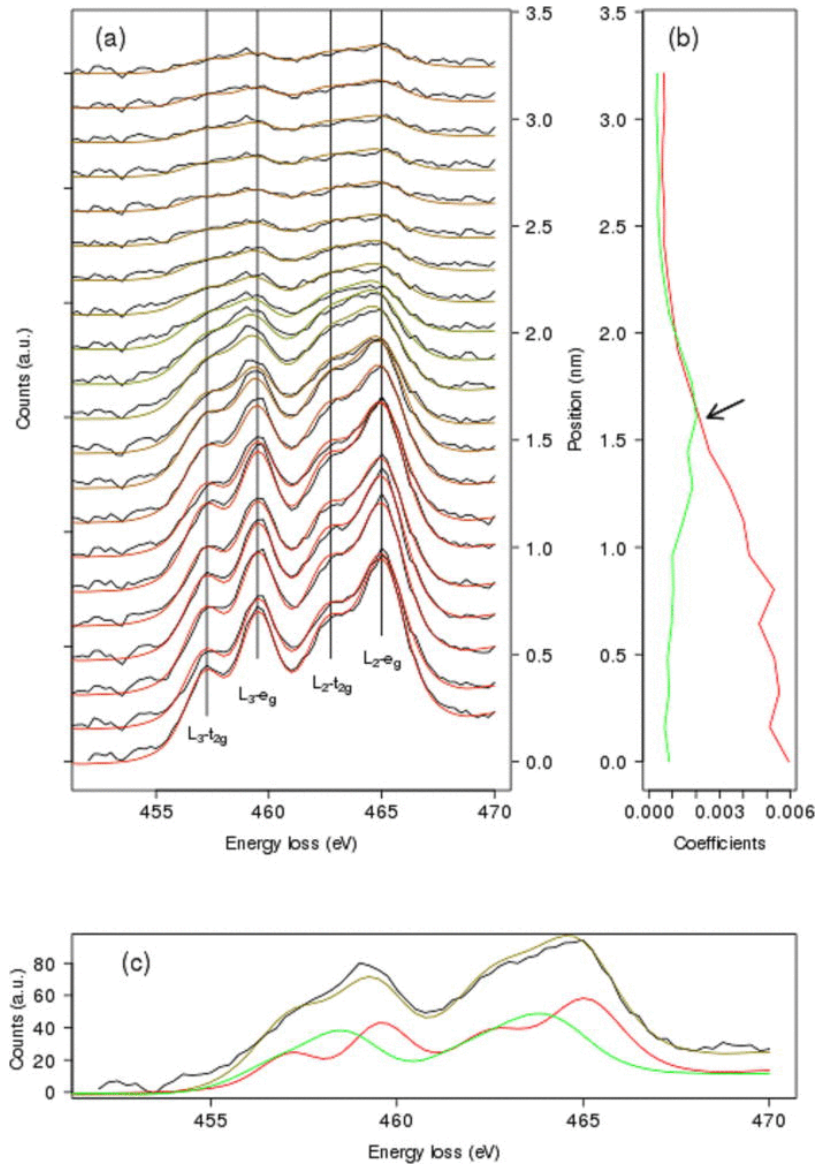 (a)
3.5
3.0
2.5
2.0
1.5
1.0
0.5
0.0
Counts (a.u.)
Position (nm)
L3-t2g
L3-eg
L2-t2g
L2-eg
455 460 465 470
Energy loss (eV)
(b)
3.5
3.0
2.5
2.0
1.5
1.0
0.5
0.0
0.000 0.003 0.006
Coefficients
(c)
80
60
40
20
0
Counts (a.u.)
455 460 465 470
Energy loss (eV)